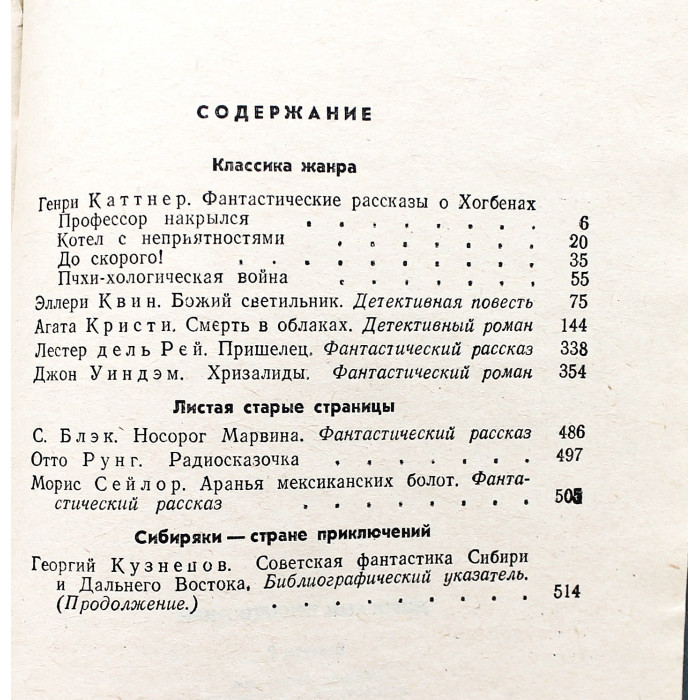 СОДЕРЖАНИЕ
Классика жанра
Генри Каттнер. Фантастические рассказы о Хогбенах
Профессор накрылся . . . . . . . 6
Котел с неприятностями . . . . . . . 20
До скорого! . . . . . . . . . 35
Пчхи-хологическая война . . . . . . . 55
Эллери Квин. Божий светильник. Детективная повесть 75
Агата Кристи. Смерть в облаках. Детективный роман 144
Лестер дель Рей. Пришелец. Фантастический рассказ 338
Джон Уиндэм. Хризалиды. Фантастический роман 354
Листая старые страницы
С. Блэк. Носорог Марвина. Фантастический рассказ 486
Отто Рунг. Радиосказочка . . . . . . . 497
Морис Сейлор. Аранья мексиканских болот. Фанта-
стический рассказ . . . . . . . . 505
Сибиряки — стране приключений
Георгий Кузнецов. Советская фантастика Сибири
и Дальнего Востока. Библиографический указатель.
(Продолжение.) . . . . . . . . . 514